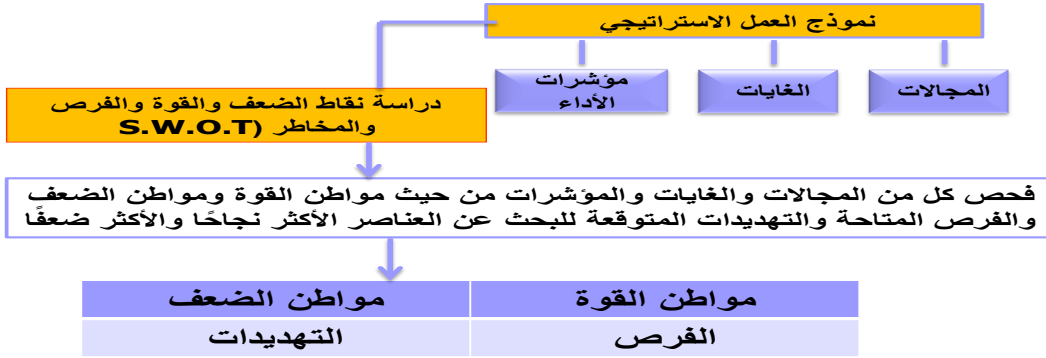 نموذج العمل الاستراتيجي
المجالات
الغايات
مؤشرات
الأداء
دراسة نقاط الضعف والقوة والفرص
والمخاطر (S.W.O.T
فحص كل من المجالات والغايات والمؤشرات من حيث مواطن القوة ومواطن الضعف
والفرص المتاحة والتهديدات المتوقعة للبحث عن العناصر الأكثر نجاحًا والأكثر ضعفًا
مواطن القوة
مواطن الضعف
الفرص
التهديدات